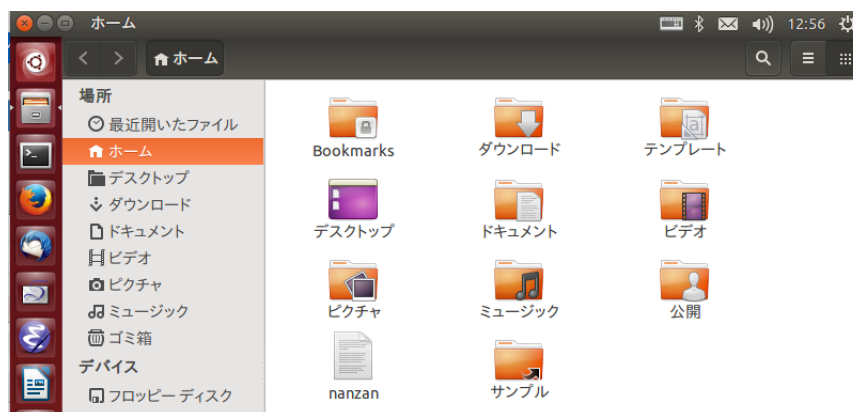 ホーム
12:56
ホーム
場所
最近開いたファイル
ホーム
デスクトップ
ダウンロード
ドキュメント
ビデオ
ピクチャ
ミュージック
ゴミ箱
デバイス
フロッピー ディスク
Bookmarks
ダウンロード
テンプレート
デスクトップ
ドキュメント
ビデオ
ピクチャ
ミュージック
公開
nanzan
サンプル